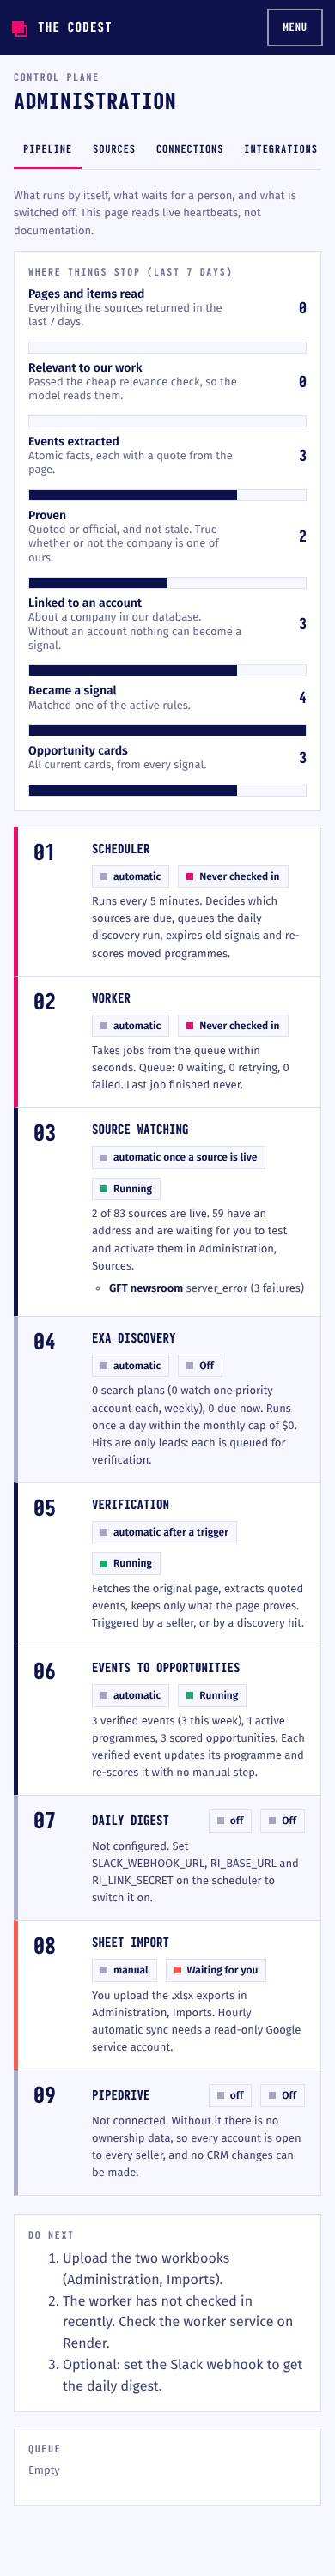 THE CODEST
MENU
CONTROL PLANE
ADMINISTRATION
PIPELINE SOURCES CONNECTIONS INTEGRATIONS
What runs by itself, what waits for a person, and what is
switched off. This page reads live heartbeats, not
documentation.
WHERE THINGS STOP (LAST 7 DAYS)
Pages and items read
Everything the sources returned in the
last 7 days.
0
Relevant to our work
Passed the cheap relevance check, so the
model reads them.
0
Events extracted
Atomic facts, each with a quote from the
page.
3
Proven
Quoted or official, and not stale. True
whether or not the company is one of
ours.
2
Linked to an account
About a company in our database.
Without an account nothing can become a
signal.
3
Became a signal
Matched one of the active rules.
4
Opportunity cards
All current cards, from every signal.
3
01
SCHEDULER
automatic Never checked in
Runs every 5 minutes. Decides which
sources are due, queues the daily
discovery run, expires old signals and re-
scores moved programmes.
02
WORKER
automatic Never checked in
Takes jobs from the queue within
seconds. Queue: 0 waiting, 0 retrying, 0
failed. Last job finished never.
03
SOURCE WATCHING
automatic once a source is live
Running
2 of 83 sources are live. 59 have an
address and are waiting for you to test
and activate them in Administration,
Sources.
GFT newsroom server_error (3 failures)
04
EXA DISCOVERY
automatic Off
0 search plans (0 watch one priority
account each, weekly), 0 due now. Runs
once a day within the monthly cap of $0.
Hits are only leads: each is queued for
verification.
05
VERIFICATION
automatic after a trigger
Running
Fetches the original page, extracts quoted
events, keeps only what the page proves.
Triggered by a seller, or by a discovery hit.
06
EVENTS TO OPPORTUNITIES
automatic Running
3 verified events (3 this week), 1 active
programmes, 3 scored opportunities. Each
verified event updates its programme and
re-scores it with no manual step.
07
DAILY DIGEST off Off
Not configured. Set
SLACK_WEBHOOK_URL, RI_BASE_URL and
RI_LINK_SECRET on the scheduler to
switch it on.
08
SHEET IMPORT
manual Waiting for you
You upload the .xlsx exports in
Administration, Imports. Hourly
automatic sync needs a read-only Google
service account.
09
PIPEDRIVE off Off
Not connected. Without it there is no
ownership data, so every account is open
to every seller, and no CRM changes can
be made.
DO NEXT
1. Upload the two workbooks
(Administration, Imports).
2. The worker has not checked in
recently. Check the worker service on
Render.
3. Optional: set the Slack webhook to get
the daily digest.
QUEUE
Empty